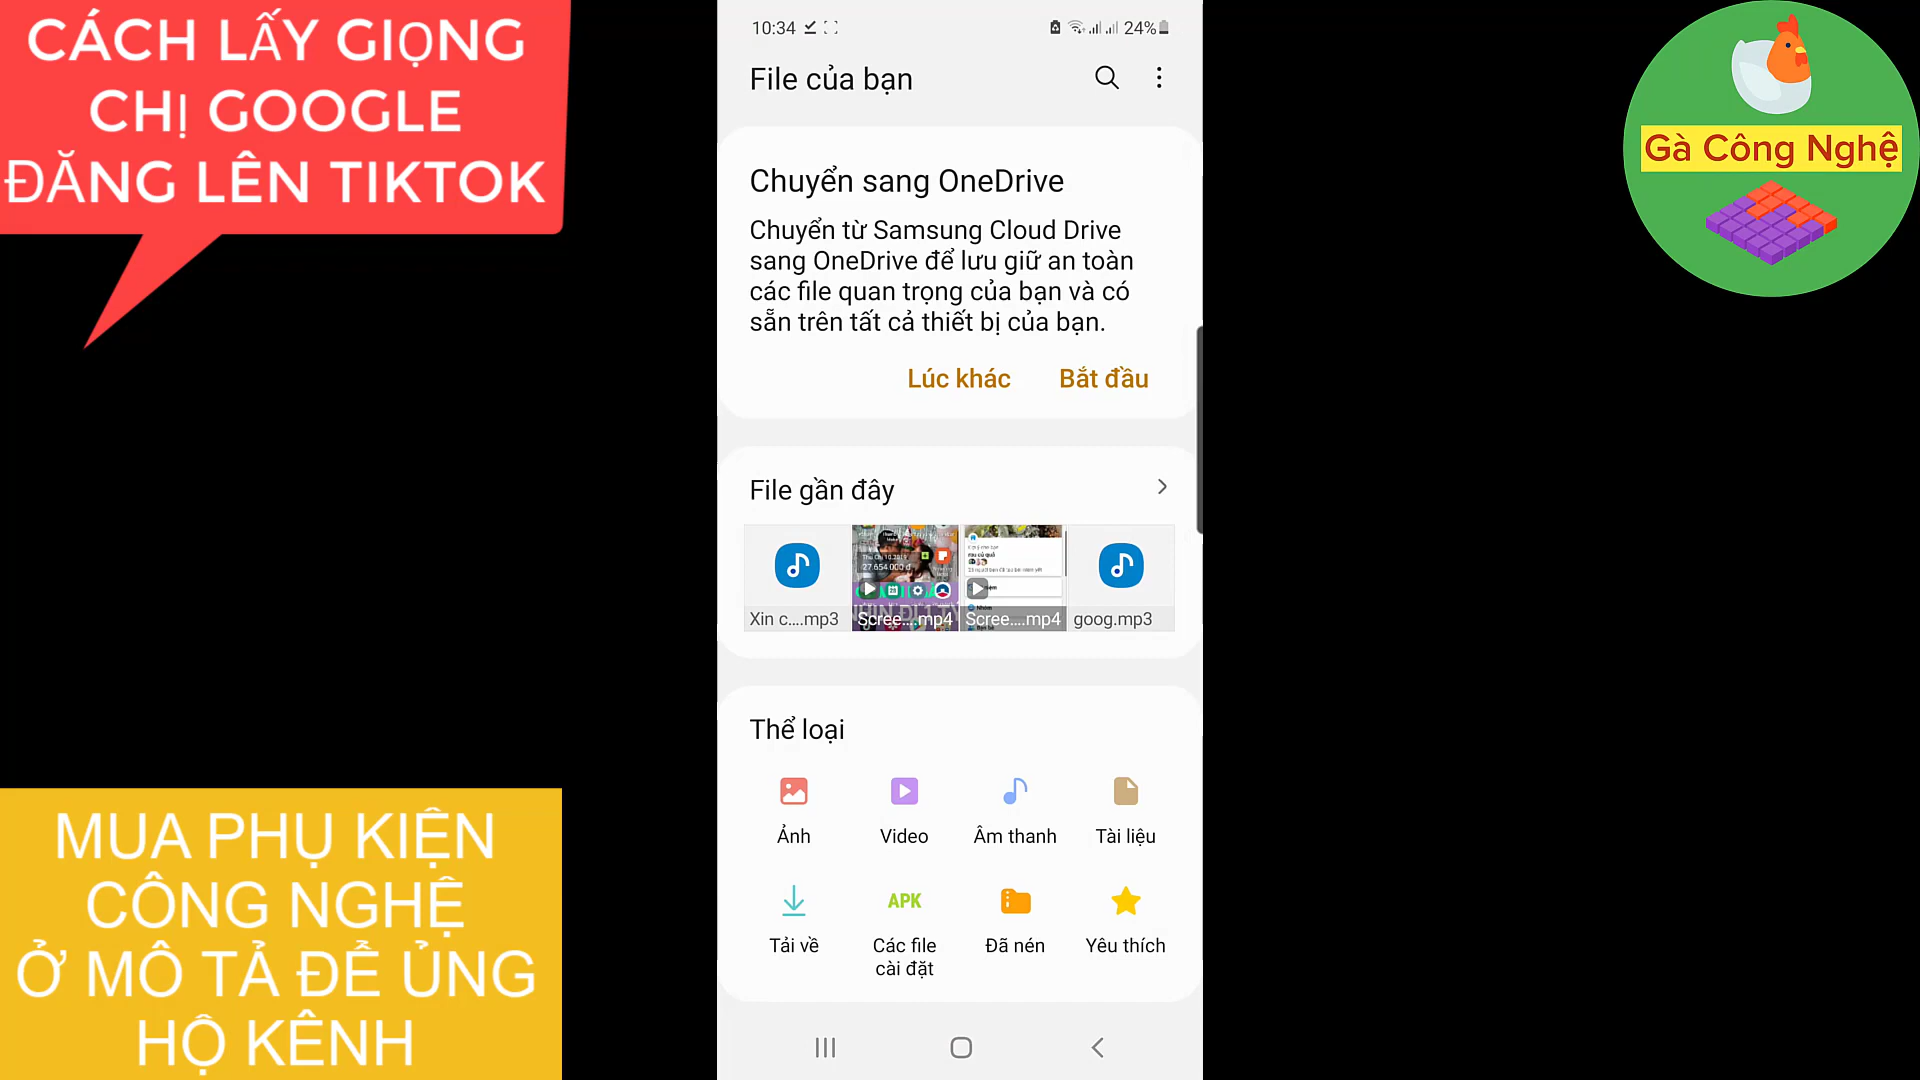 CÁCH LẤY GIỌNG
CHỊ GOOGLE
ĐĂNG LÊN TIKTOK
10:34
24%
File của bạn
Chuyển sang OneDrive
Chuyển từ Samsung Cloud Drive
sang OneDrive để lưu giữ an toàn
các file quan trọng của bạn và có
sẵn trên tất cả thiết bị của bạn.
Lúc khác Bắt đầu
File gần đây
27.654.000 đ
Xin c....mp3 Scree....mp4 Scree....mp4 goog.mp3
Thể loại
Ảnh Video Âm thanh Tài liệu
APK
Tải về Các file Đã nén Yêu thích
cài đặt
Gà Công Nghệ
MUA PHỤ KIỆN
CÔNG NGHỆ
Ở MÔ TẢ ĐỂ ỦNG
HỘ KÊNH